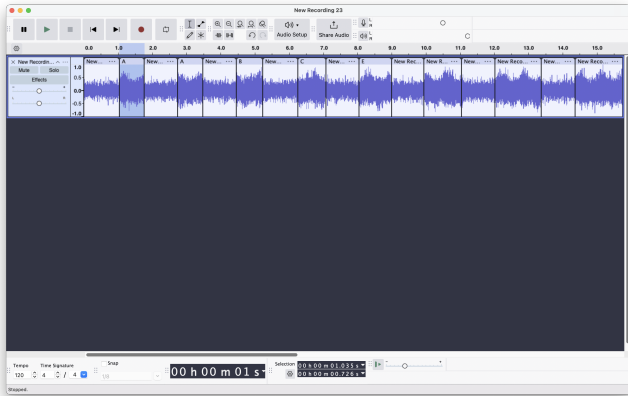 New Recording 23
Audio Setup
Share Audio
L
R
L
R
0.0 1.0 2.0 3.0 4.0 5.0 6.0 7.0 8.0 9.0 10.0 11.0 12.0 13.0 14.0 15.0
× New Recordin... ···
Mute Solo
Effects
- +
1.0
0.5
0.0
-0.5
-1.0
New... ··· A New... ··· A New... ··· B New... ··· C New... ··· E New Rec... New R... ··· New... ··· New Reco... ··· New... ··· New Reco... ···
Tempo Time Signature Snap
120 4 / 4 1/8
00 h 00 m 01 s
Selection
00 h 00 m 01.035 s
00 h 00 m 00.726 s
- +
Stopped.